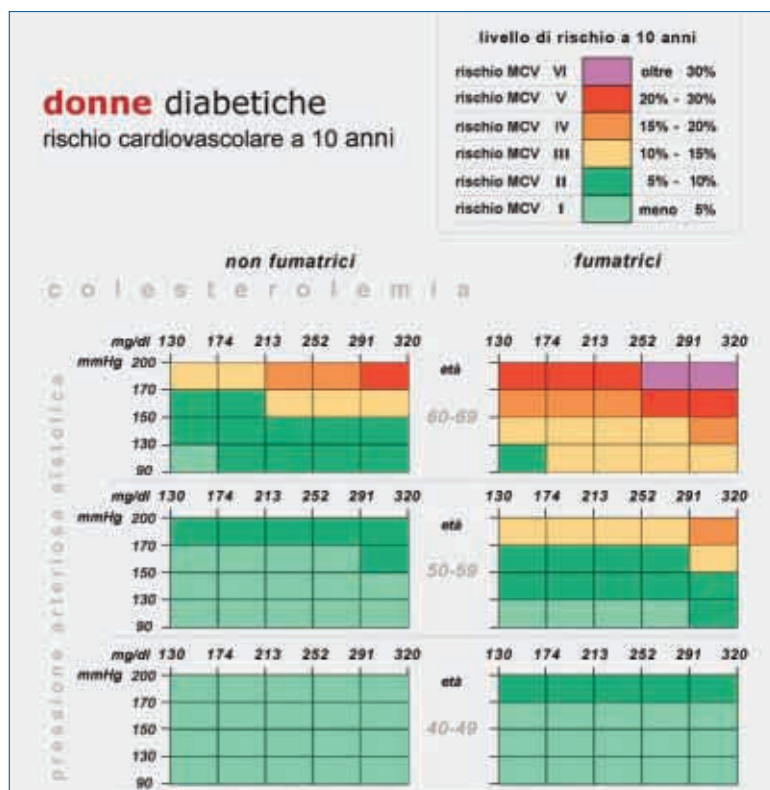 livello di rischio a 10 anni
rischio MCV VI oltre 30%
rischio MCV V 20% - 30%
rischio MCV IV 15% - 20%
rischio MCV III 10% - 15%
rischio MCV II 5% - 10%
rischio MCV I meno 5%
donne diabetiche
rischio cardiovascolare a 10 anni
non fumatrici fumatrici
colesterolemia
pressione arteriosa sistolica
mg/dl 130 174 213 252 291 320 130 174 213 252 291 320
mmHg 200 età
170
150 60-69
130
90
mg/dl 130 174 213 252 291 320 130 174 213 252 291 320
mmHg 200 età
170
150 50-59
130
90
mg/dl 130 174 213 252 291 320 130 174 213 252 291 320
mmHg 200 età
170
150 40-49
130
90